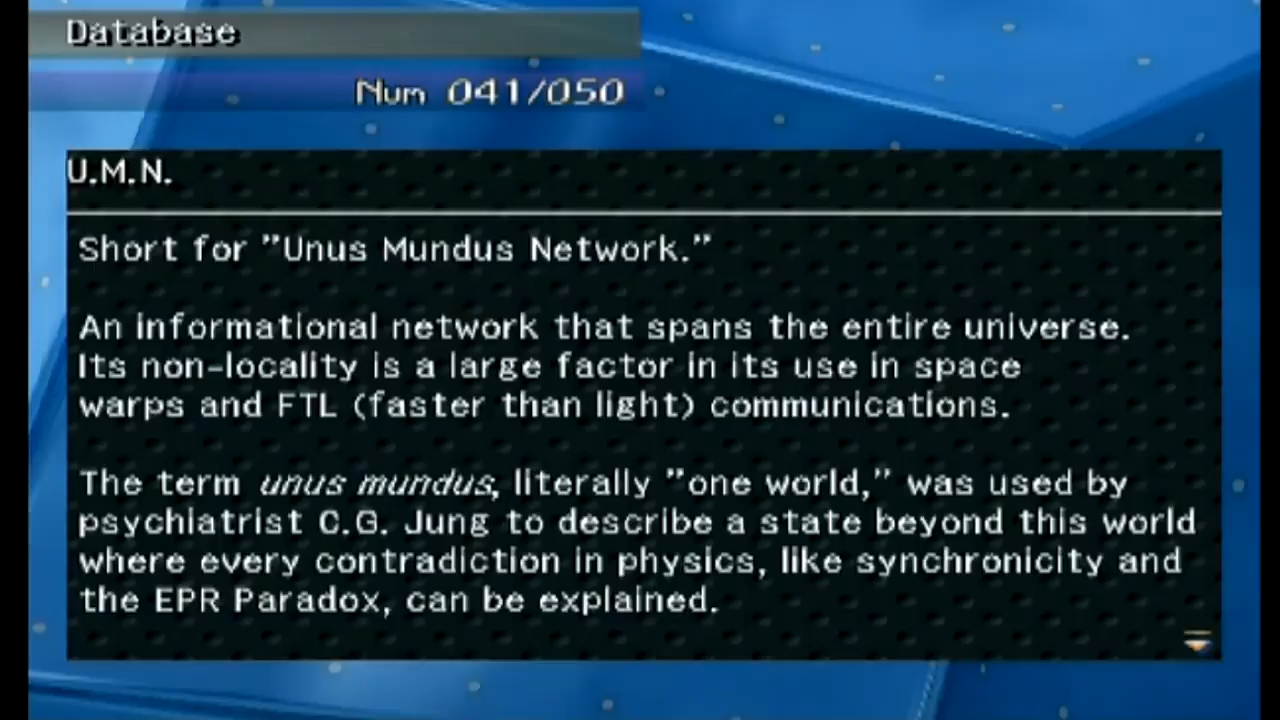 Database
Num 041/050
U.M.N.
Short for "Unus Mundus Network."
An informational network that spans the entire universe.
Its non-locality is a large factor in its use in space
warps and FTL (faster than light) communications.
The term unus mundus, literally "one world," was used by
psychiatrist C.G. Jung to describe a state beyond this world
where every contradiction in physics, like synchronicity and
the EPR Paradox, can be explained.